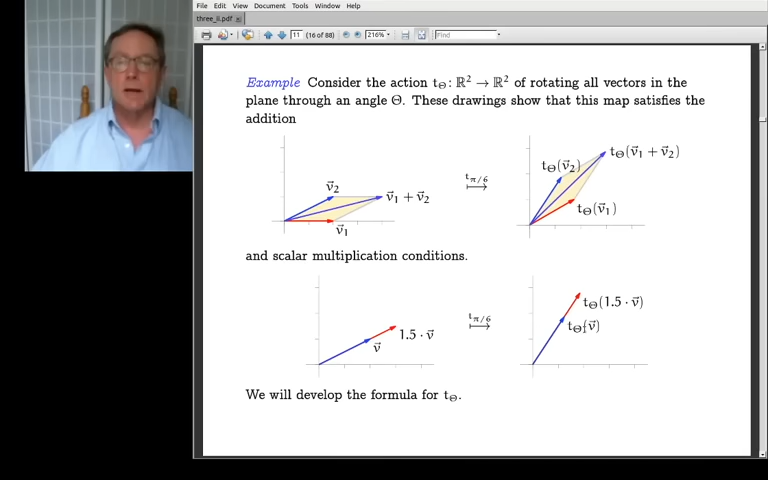 File Edit View Document Tools Window Help
three_ii.pdf
11 (16 of 88) 216% Find
Example Consider the action t_Θ: ℝ² → ℝ² of rotating all vectors in the
plane through an angle Θ. These drawings show that this map satisfies the
addition
v⃗₂ v⃗₁ + v⃗₂ v⃗₁
t_π/6 ↦
t_Θ(v⃗₂) t_Θ(v⃗₁ + v⃗₂) t_Θ(v⃗₁)
and scalar multiplication conditions.
1.5 · v⃗ v⃗
t_π/6 ↦
t_Θ(1.5 · v⃗) t_Θ(v⃗)
We will develop the formula for t_Θ.